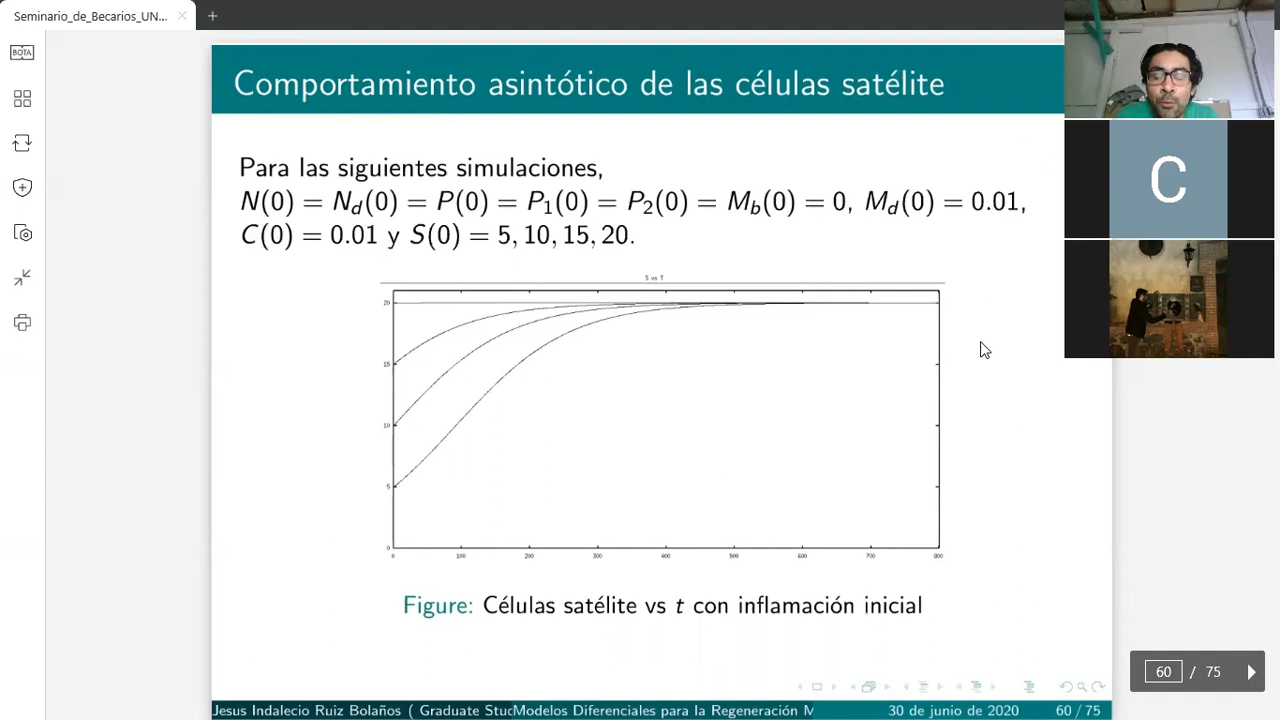 Seminario_de_Becarios_UN...
BOTA
Comportamiento asintótico de las células satélite
Para las siguientes simulaciones,
N(0) = N_d(0) = P(0) = P_1(0) = P_2(0) = M_b(0) = 0, M_d(0) = 0.01,
C(0) = 0.01 y S(0) = 5, 10, 15, 20.
S vs T
20
15
10
5
0
0 100 200 300 400 500 600 700 800
Figure: Células satélite vs t con inflamación inicial
Jesus Indalecio Ruiz Bolaños ( Graduate Stud Modelos Diferenciales para la Regeneración M 30 de junio de 2020 60 / 75
C
60 / 75